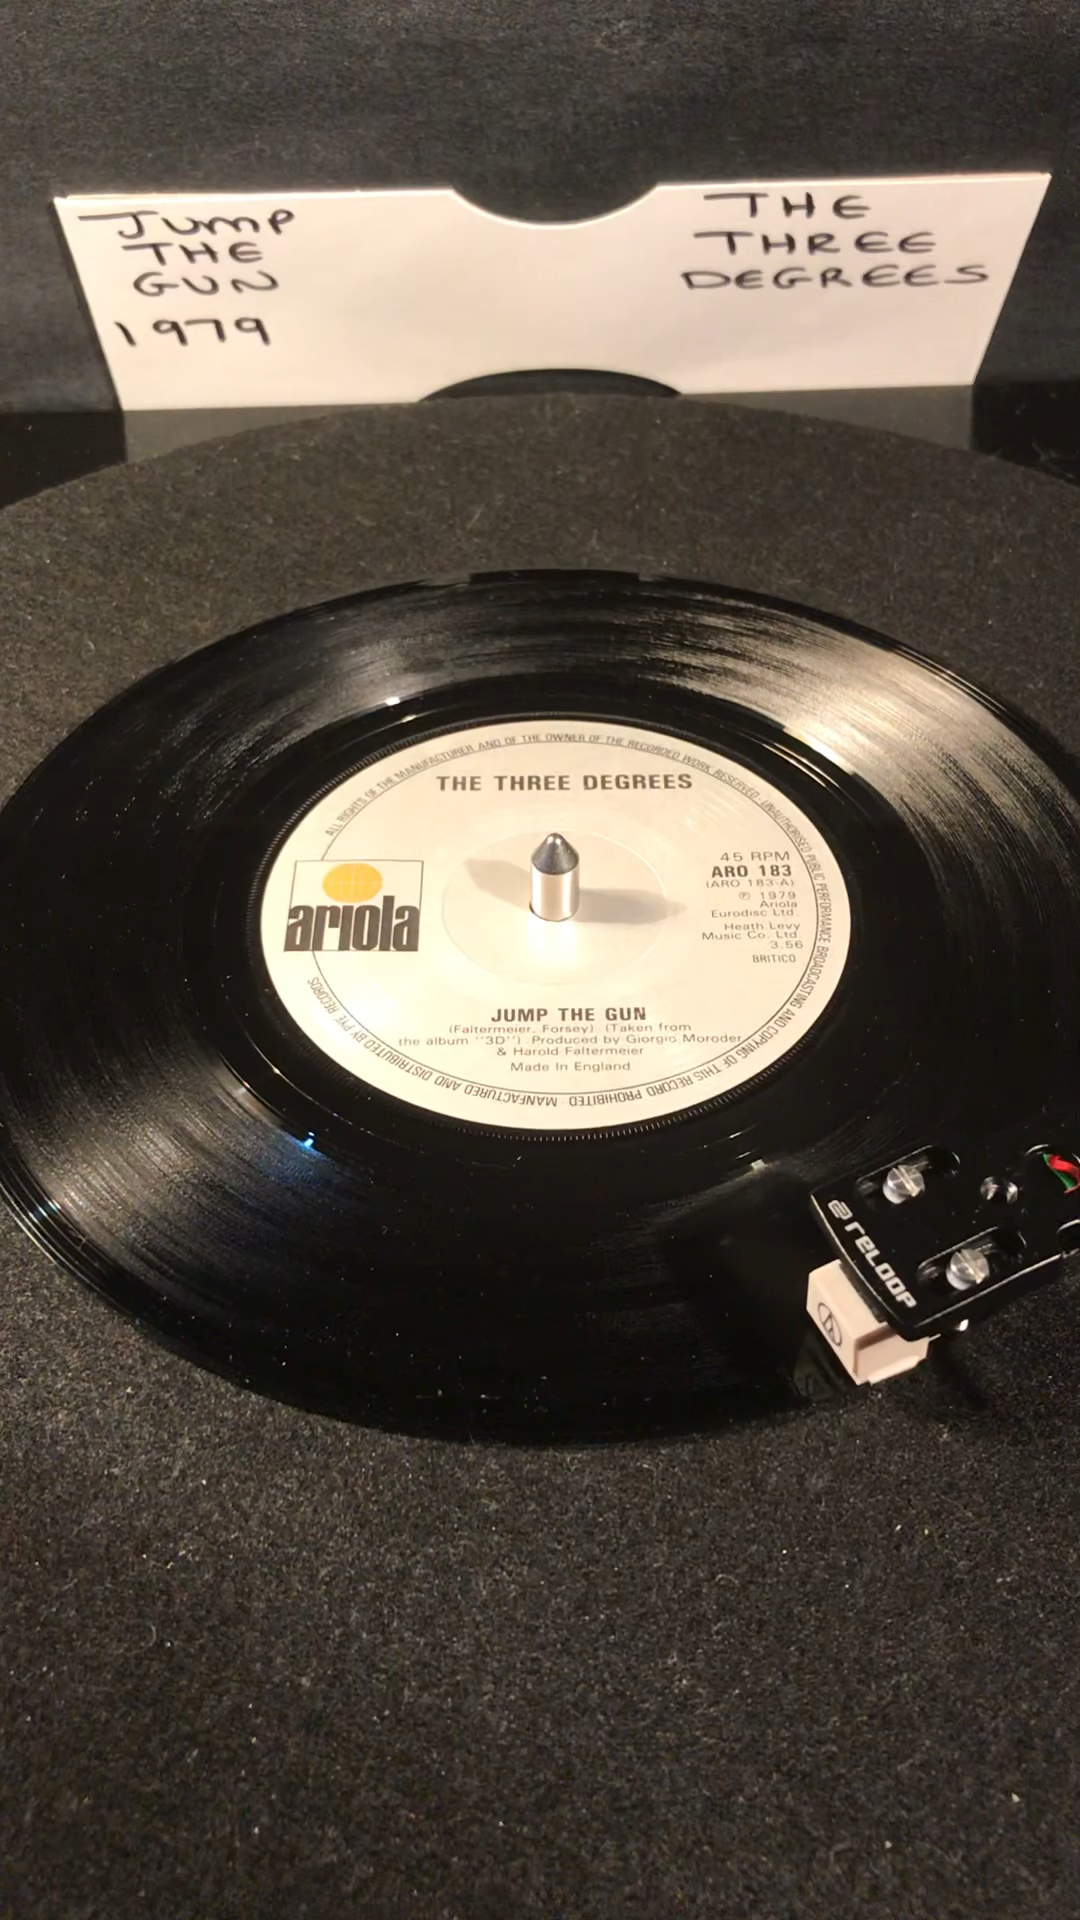 JUMP
THE
GUN
1979
THE
THREE
DEGREES
ALL RIGHTS OF THE MANUFACTURER AND OF THE OWNER OF THE RECORDED WORK RESERVED - UNAUTHORISED PUBLIC PERFORMANCE BROADCASTING AND COPYING OF THIS RECORD PROHIBITED. MANFACTURED AND DISTRIBUTED BY PYE RECORDS
THE THREE DEGREES
ariola
45 RPM
ARO 183
(ARO 183-A)
℗ 1979
Ariola
Eurodisc Ltd.
Heath Levy
Music Co. Ltd.
3.56
BRITICO
JUMP THE GUN
(Faltermeier, Forsey) (Taken from
the album "3D") Produced by Giorgio Moroder
& Harold Faltermeier
Made In England
reloop